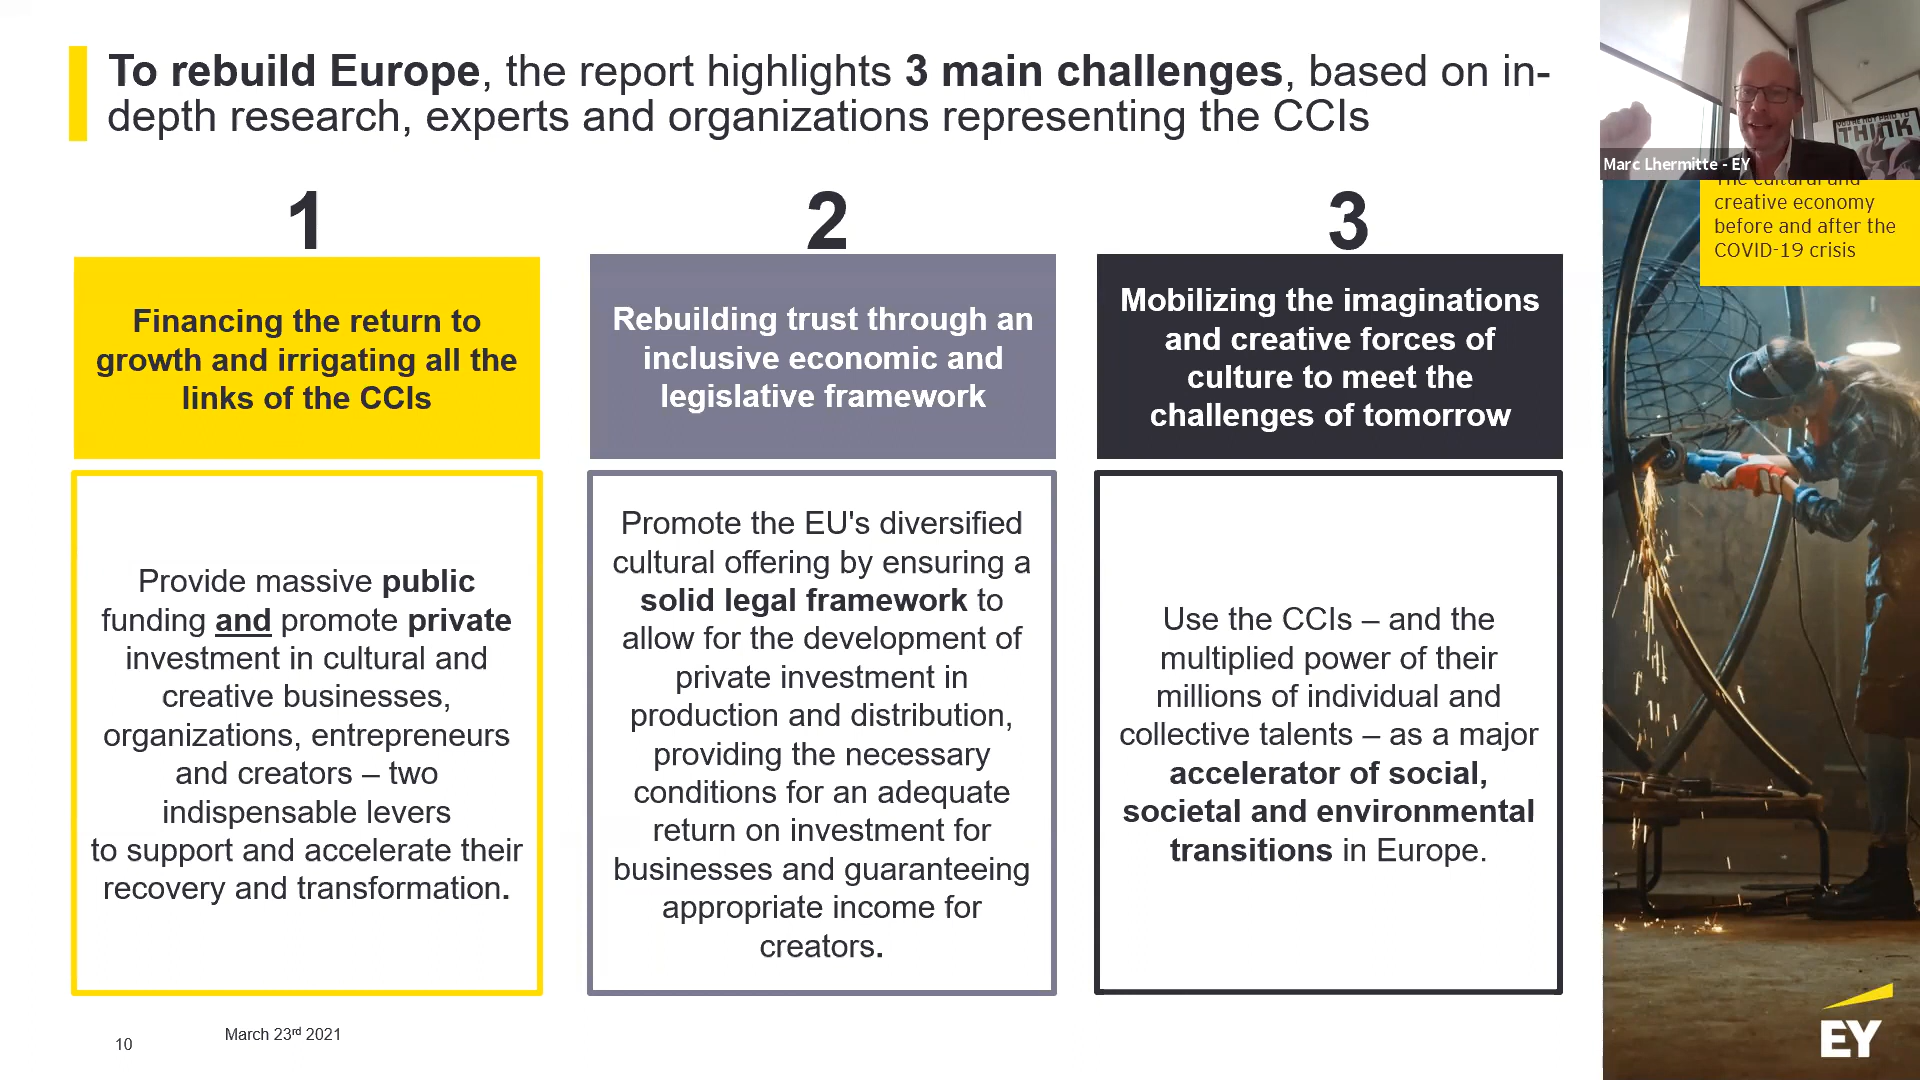 To rebuild Europe, the report highlights 3 main challenges, based on in-
depth research, experts and organizations representing the CCIs
1
Financing the return to
growth and irrigating all the
links of the CCIs
Provide massive public
funding and promote private
investment in cultural and
creative businesses,
organizations, entrepreneurs
and creators – two
indispensable levers
to support and accelerate their
recovery and transformation.
2
Rebuilding trust through an
inclusive economic and
legislative framework
Promote the EU's diversified
cultural offering by ensuring a
solid legal framework to
allow for the development of
private investment in
production and distribution,
providing the necessary
conditions for an adequate
return on investment for
businesses and guaranteeing
appropriate income for
creators.
3
Mobilizing the imaginations
and creative forces of
culture to meet the
challenges of tomorrow
Use the CCIs – and the
multiplied power of their
millions of individual and
collective talents – as a major
accelerator of social,
societal and environmental
transitions in Europe.
YOU'RE NOT PAID TO
THINK
Marc Lhermitte - EY
The cultural and
creative economy
before and after the
COVID-19 crisis
EY
10
March 23rd 2021